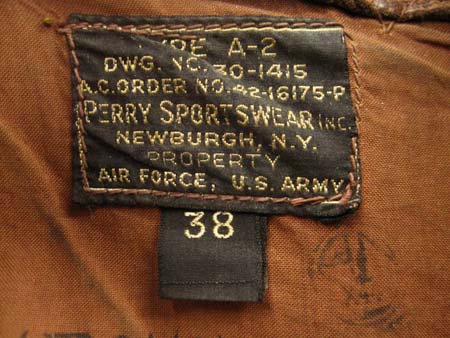 TYPE A-2
DWG. NO. 30-1415
A.C. ORDER NO. 42-16175-P
PERRY SPORTSWEAR INC.
NEWBURGH, N.Y.
PROPERTY
AIR FORCE, U.S. ARMY
38